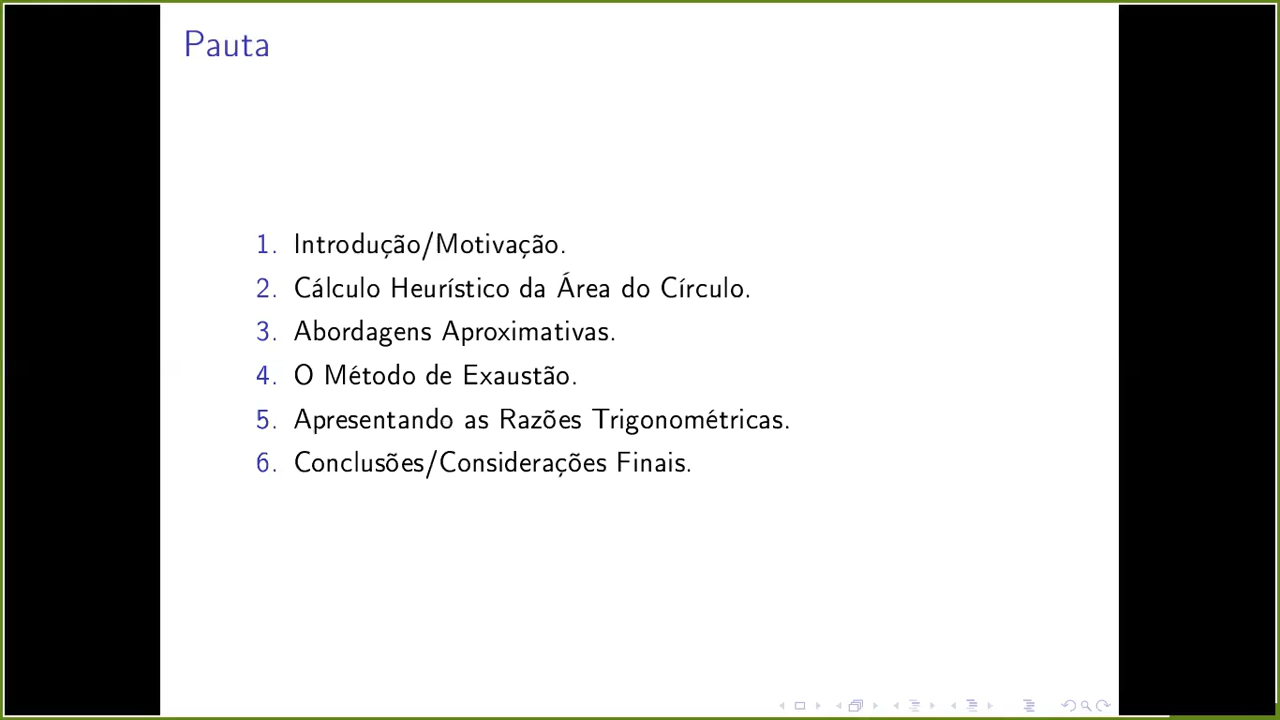 Pauta
1. Introdução/Motivação.
2. Cálculo Heurístico da Área do Círculo.
3. Abordagens Aproximativas.
4. O Método de Exaustão.
5. Apresentando as Razões Trigonométricas.
6. Conclusões/Considerações Finais.